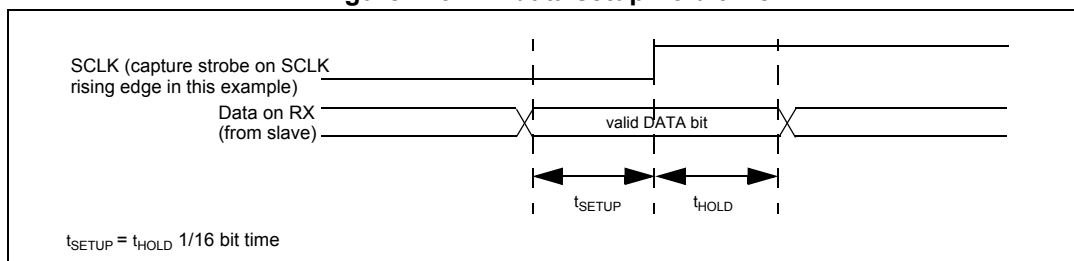 SCLK (capture strobe on SCLK
rising edge in this example)
Data on RX
(from slave)
valid DATA bit
tSETUP
tHOLD
tSETUP = tHOLD 1/16 bit time